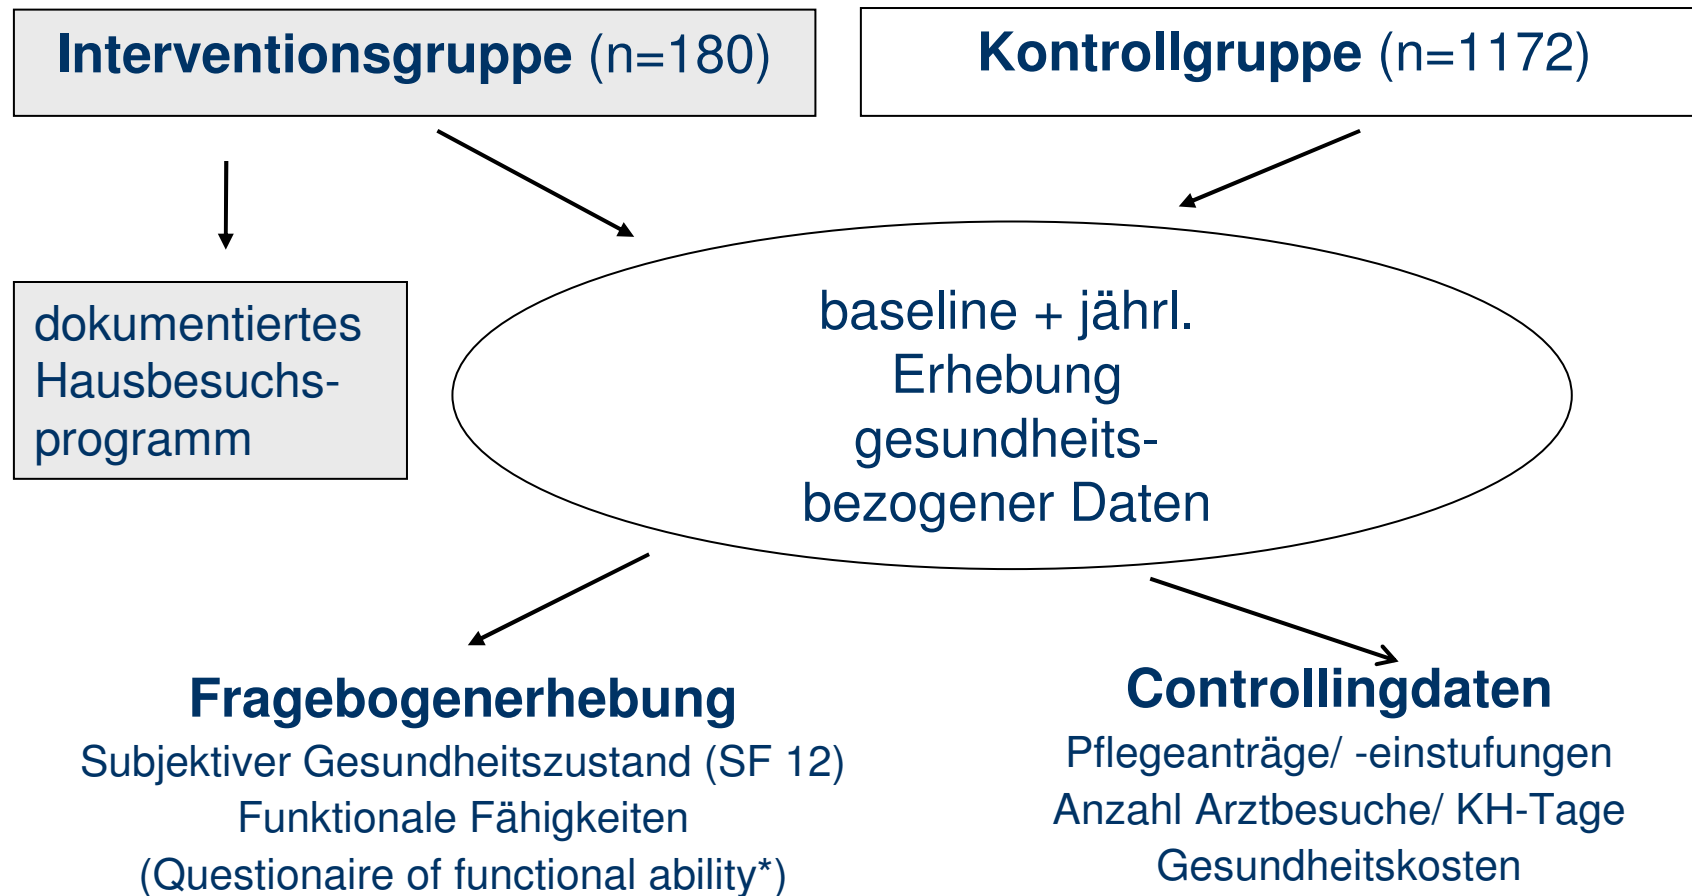 Interventionsgruppe (n=180)
Kontrollgruppe (n=1172)
dokumentiertes
Hausbesuchs-
programm
baseline + jährl.
Erhebung
gesundheits-
bezogener Daten
Fragebogenerhebung
Subjektiver Gesundheitszustand (SF 12)
Funktionale Fähigkeiten
(Questionaire of functional ability*)
Controllingdaten
Pflegeanträge/ -einstufungen
Anzahl Arztbesuche/ KH-Tage
Gesundheitskosten